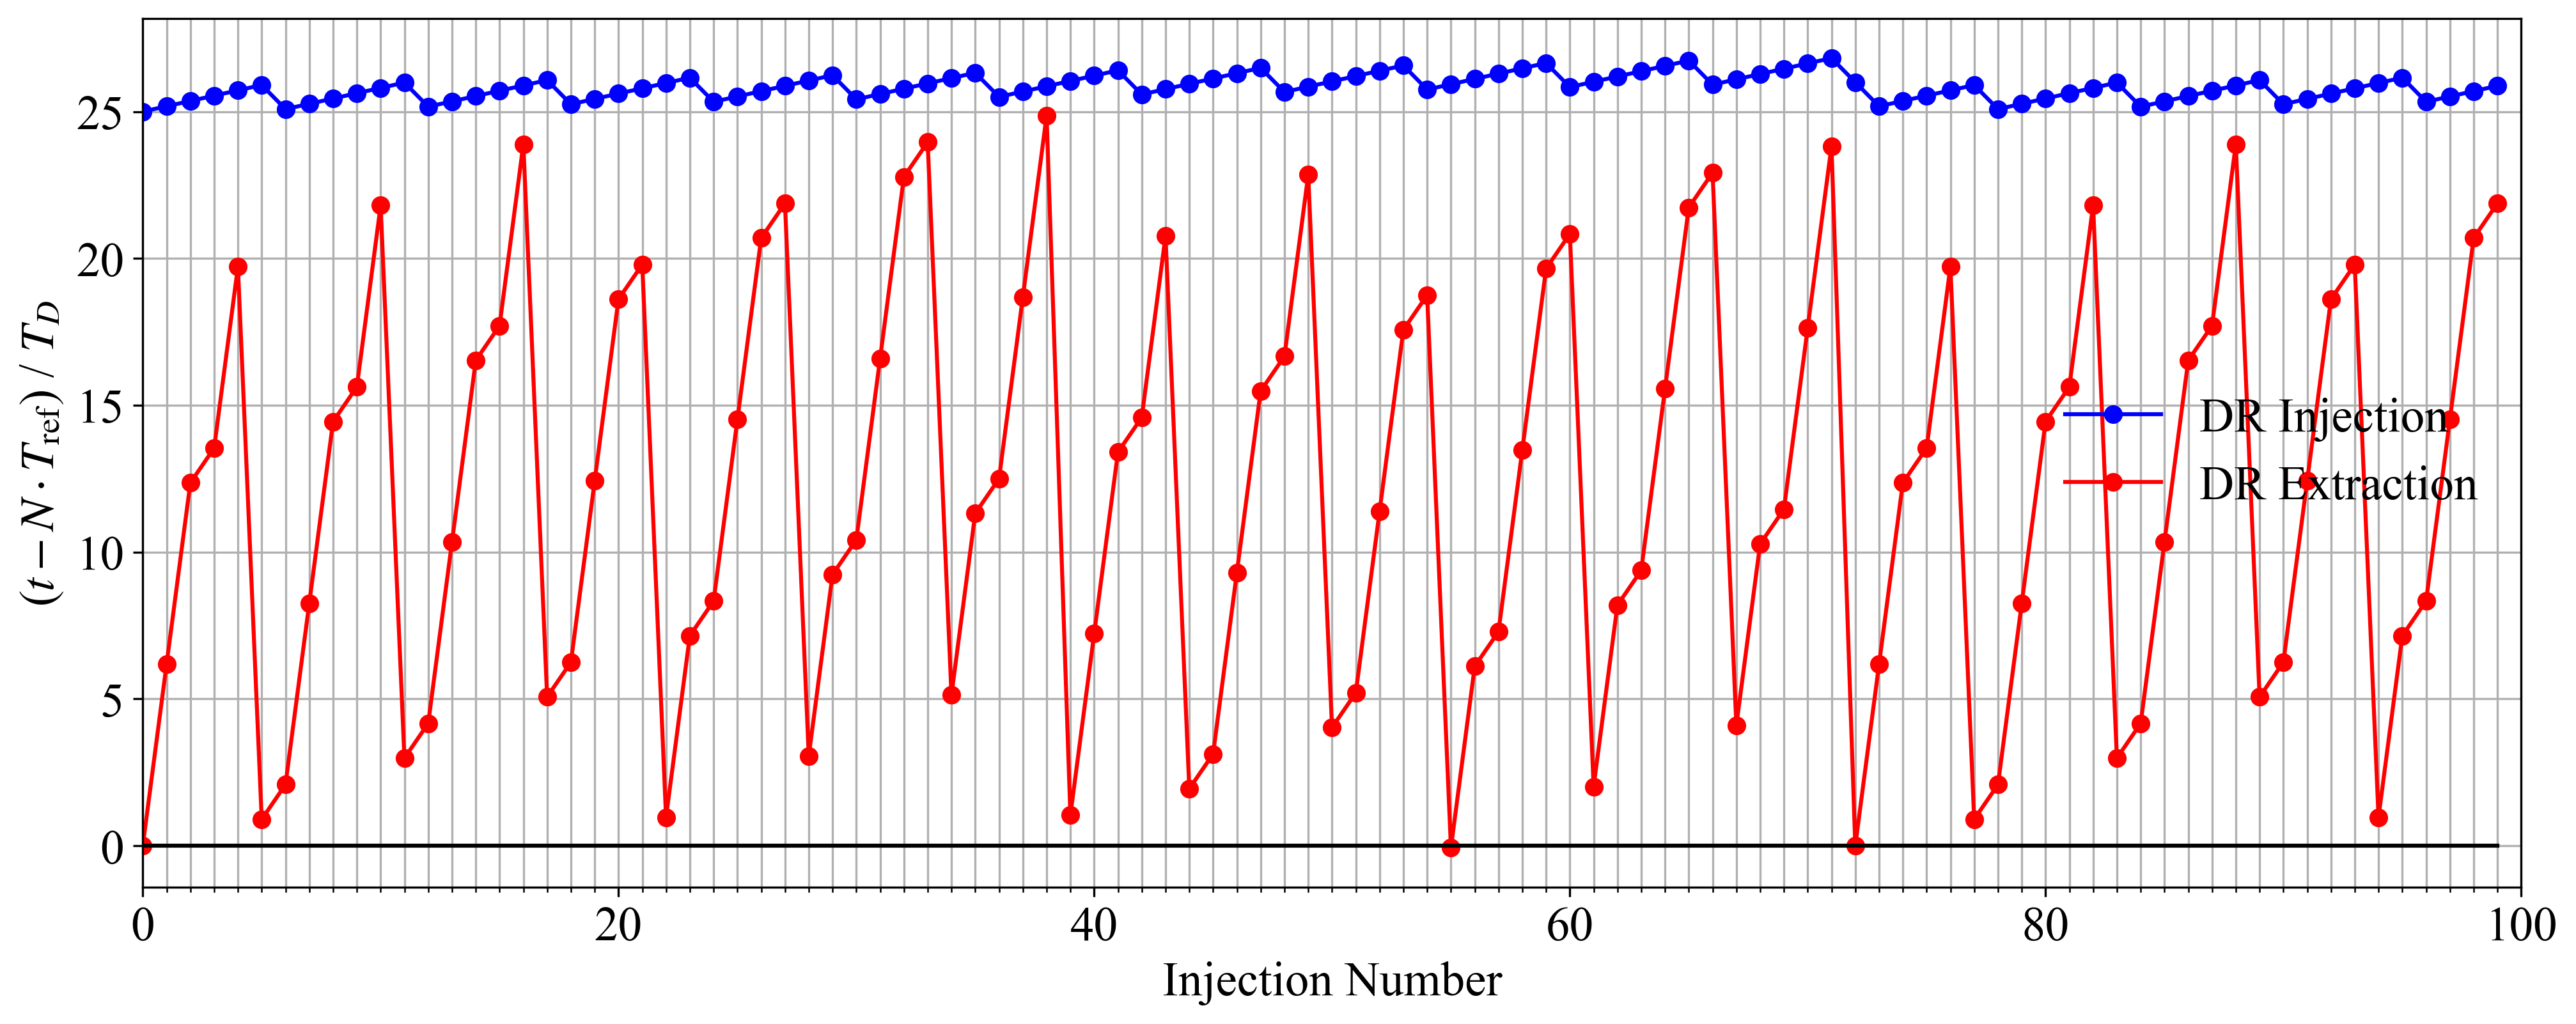 (t − N · T_ref) / T_D
25
20
15
10
5
0
DR Injection
DR Extraction
0 20 40 60 80 100
Injection Number